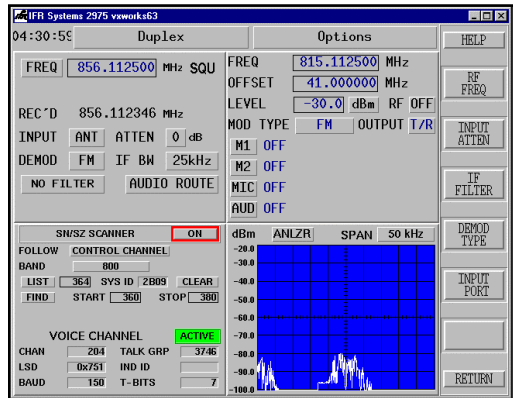 IFR Systems 2975 vxworks63
04:30:59 Duplex Options
FREQ 856.112500 MHz SQU
REC'D 856.112346 MHz
INPUT ANT ATTEN 0 dB
DEMOD FM IF BW 25kHz
NO FILTER AUDIO ROUTE
FREQ 815.112500 MHz
OFFSET 41.000000 MHz
LEVEL -30.0 dBm RF OFF
MOD TYPE FM OUTPUT T/R
M1 OFF
M2 OFF
MIC OFF
AUD OFF
SN/SZ SCANNER ON
FOLLOW CONTROL CHANNEL
BAND 800
LIST 364 SYS ID 2B09 CLEAR
FIND START 360 STOP 380
VOICE CHANNEL ACTIVE
CHAN 204 TALK GRP 3746
LSD 0x751 IND ID
BAUD 150 T-BITS 7
dBm ANLZR SPAN 50 kHz
-20.0
-30.0
-40.0
-50.0
-60.0
-70.0
-80.0
-90.0
-100.0
HELP
RF
FREQ
INPUT
ATTEN
IF
FILTER
DEMOD
TYPE
INPUT
PORT
RETURN